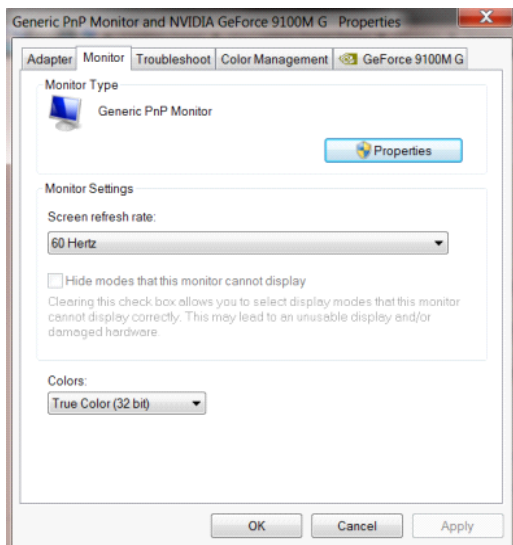 Generic PnP Monitor and NVIDIA GeForce 9100M G   Properties
X
Adapter Monitor Troubleshoot Color Management GeForce 9100M G
Monitor Type
Generic PnP Monitor
Properties
Monitor Settings
Screen refresh rate:
60 Hertz
Hide modes that this monitor cannot display
Clearing this check box allows you to select display modes that this monitor
cannot display correctly. This may lead to an unusable display and/or
damaged hardware.
Colors:
True Color (32 bit)
OK Cancel Apply